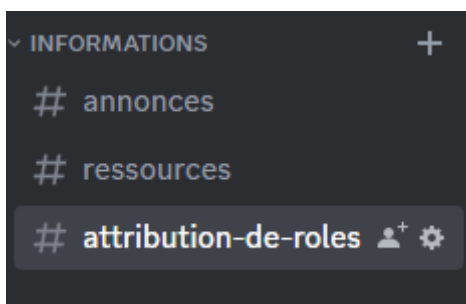 INFORMATIONS
# annonces
# ressources
# attribution-de-roles